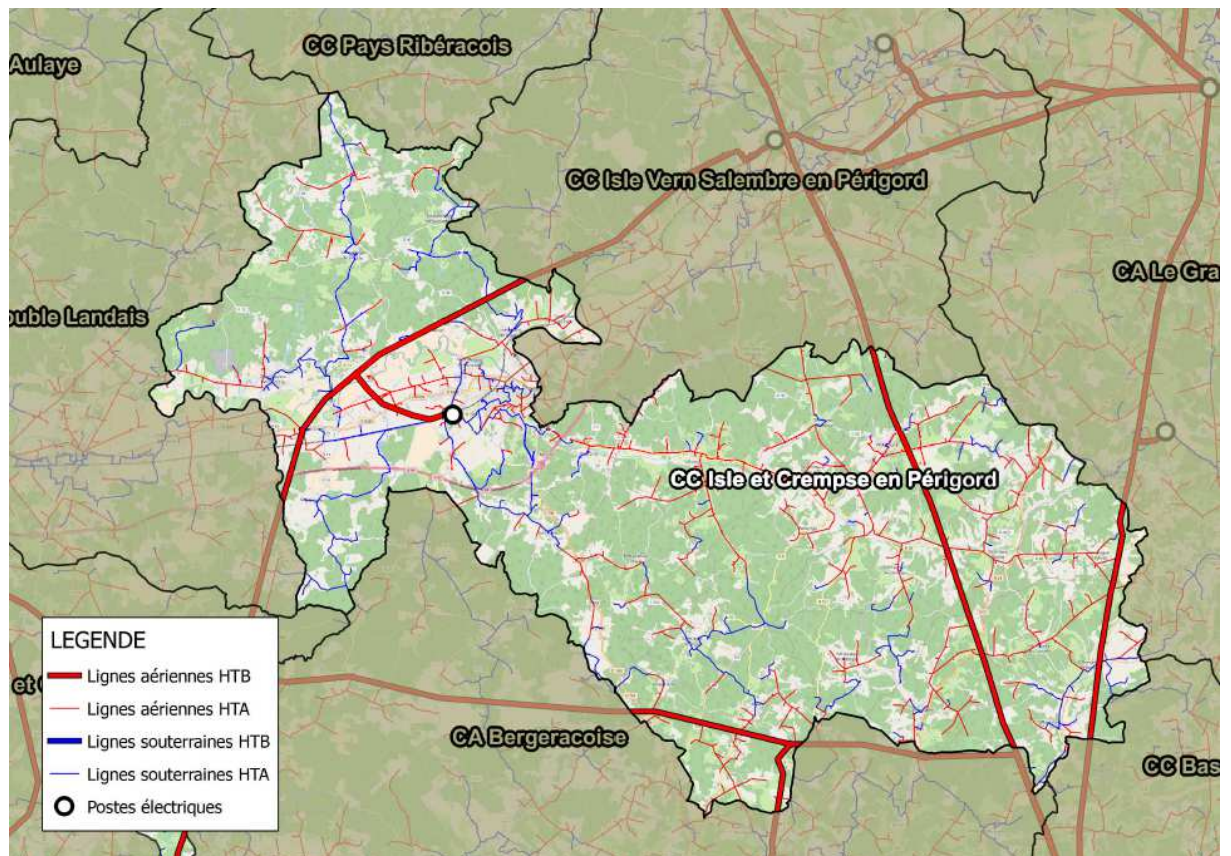 CC Pays Ribéracois
Aulaye
CC Isle Vern Salembre en Périgord
CA Le Gra
ouble Landais
CC Isle et Crempse en Périgord
LEGENDE
Lignes aériennes HTB
Lignes aériennes HTA
Lignes souterraines HTB
Lignes souterraines HTA
Postes électriques
et
CA Bergeracoise
CC Bas